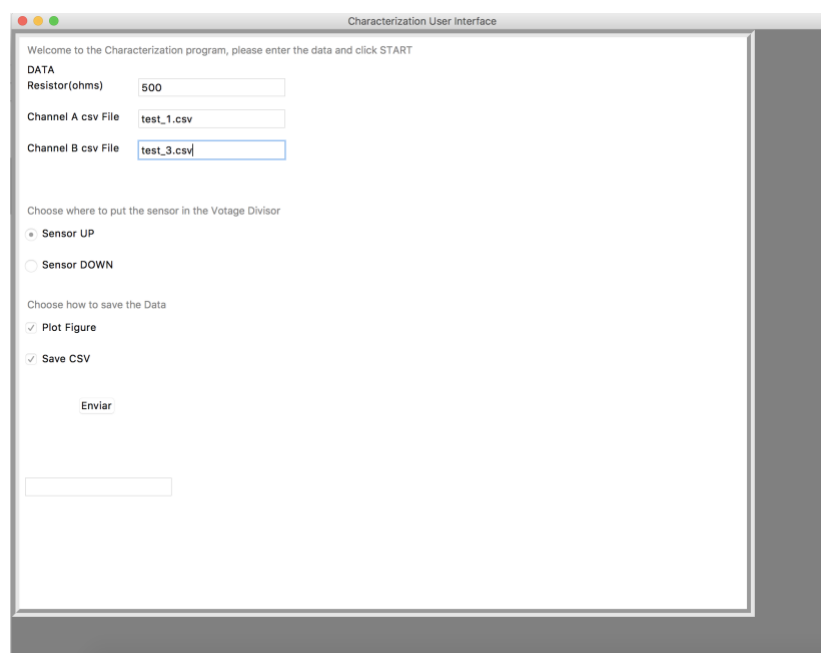 Characterization User Interface
Welcome to the Characterization program, please enter the data and click START
DATA
Resistor(ohms) 500
Channel A csv File test_1.csv
Channel B csv File test_3.csv
Choose where to put the sensor in the Votage Divisor
Sensor UP
Sensor DOWN
Choose how to save the Data
Plot Figure
Save CSV
Enviar